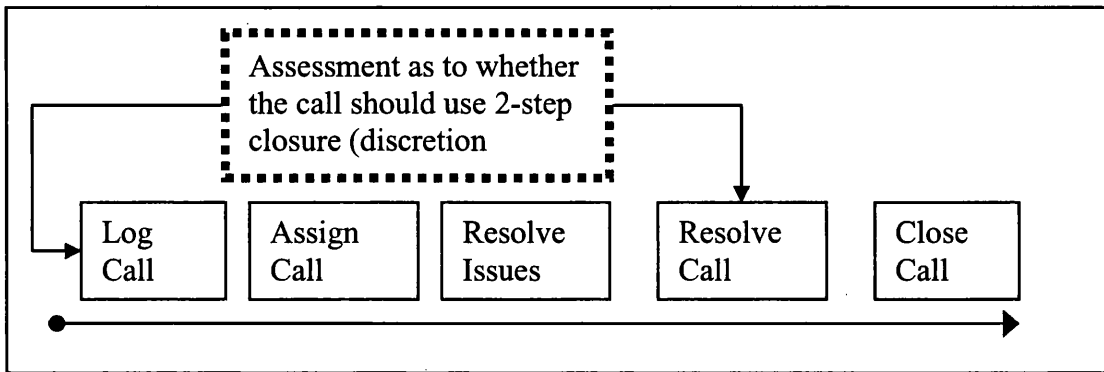 Assessment as to whether
the call should use 2-step
closure (discretion
Log
Call
Assign
Call
Resolve
Issues
Resolve
Call
Close
Call